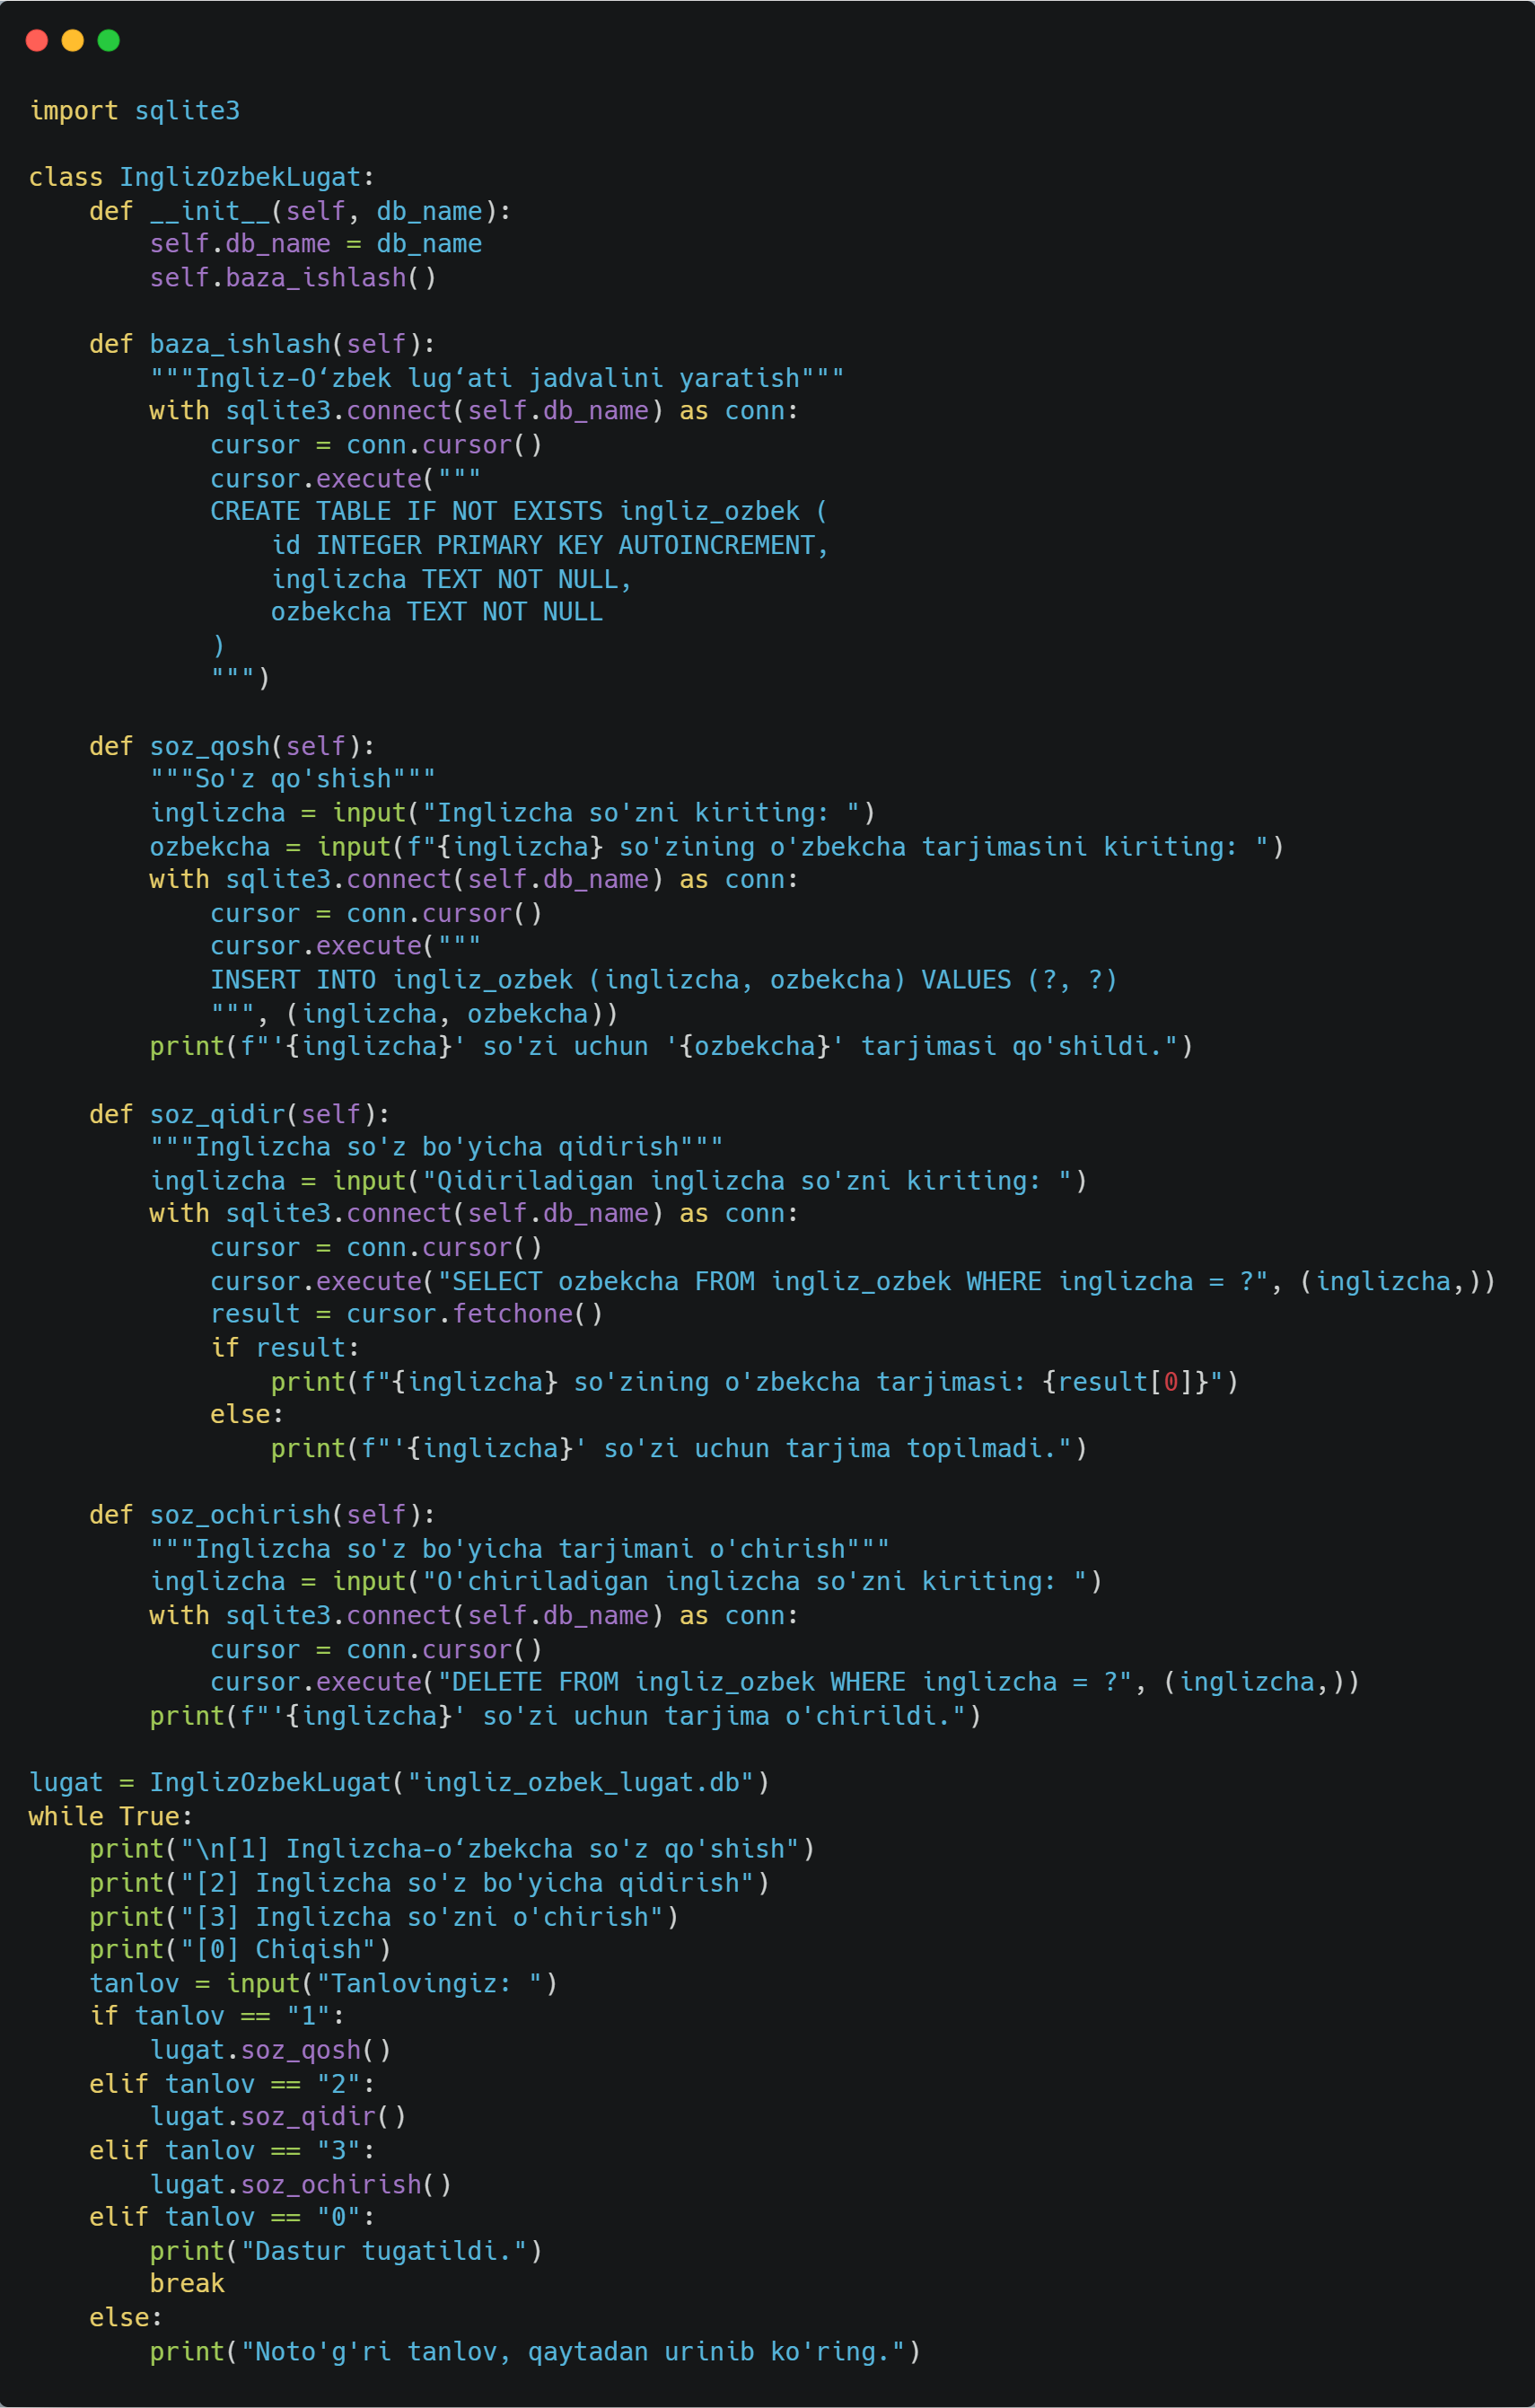 import sqlite3

class InglizOzbekLugat:
    def __init__(self, db_name):
        self.db_name = db_name
        self.baza_ishlash()

    def baza_ishlash(self):
        """Ingliz-O‘zbek lug‘ati jadvalini yaratish"""
        with sqlite3.connect(self.db_name) as conn:
            cursor = conn.cursor()
            cursor.execute("""
            CREATE TABLE IF NOT EXISTS ingliz_ozbek (
                id INTEGER PRIMARY KEY AUTOINCREMENT,
                inglizcha TEXT NOT NULL,
                ozbekcha TEXT NOT NULL
            )
            """)

    def soz_qosh(self):
        """So'z qo'shish"""
        inglizcha = input("Inglizcha so'zni kiriting: ")
        ozbekcha = input(f"{inglizcha} so'zining o'zbekcha tarjimasini kiriting: ")
        with sqlite3.connect(self.db_name) as conn:
            cursor = conn.cursor()
            cursor.execute("""
            INSERT INTO ingliz_ozbek (inglizcha, ozbekcha) VALUES (?, ?)
            """, (inglizcha, ozbekcha))
        print(f"'{inglizcha}' so'zi uchun '{ozbekcha}' tarjimasi qo'shildi.")

    def soz_qidir(self):
        """Inglizcha so'z bo'yicha qidirish"""
        inglizcha = input("Qidiriladigan inglizcha so'zni kiriting: ")
        with sqlite3.connect(self.db_name) as conn:
            cursor = conn.cursor()
            cursor.execute("SELECT ozbekcha FROM ingliz_ozbek WHERE inglizcha = ?", (inglizcha,))
            result = cursor.fetchone()
            if result:
                print(f"{inglizcha} so'zining o'zbekcha tarjimasi: {result[0]}")
            else:
                print(f"'{inglizcha}' so'zi uchun tarjima topilmadi.")

    def soz_ochirish(self):
        """Inglizcha so'z bo'yicha tarjimani o'chirish"""
        inglizcha = input("O'chiriladigan inglizcha so'zni kiriting: ")
        with sqlite3.connect(self.db_name) as conn:
            cursor = conn.cursor()
            cursor.execute("DELETE FROM ingliz_ozbek WHERE inglizcha = ?", (inglizcha,))
        print(f"'{inglizcha}' so'zi uchun tarjima o'chirildi.")

lugat = InglizOzbekLugat("ingliz_ozbek_lugat.db")
while True:
    print("\n[1] Inglizcha-o‘zbekcha so'z qo'shish")
    print("[2] Inglizcha so'z bo'yicha qidirish")
    print("[3] Inglizcha so'zni o'chirish")
    print("[0] Chiqish")
    tanlov = input("Tanlovingiz: ")
    if tanlov == "1":
        lugat.soz_qosh()
    elif tanlov == "2":
        lugat.soz_qidir()
    elif tanlov == "3":
        lugat.soz_ochirish()
    elif tanlov == "0":
        print("Dastur tugatildi.")
        break
    else:
        print("Noto'g'ri tanlov, qaytadan urinib ko'ring.")